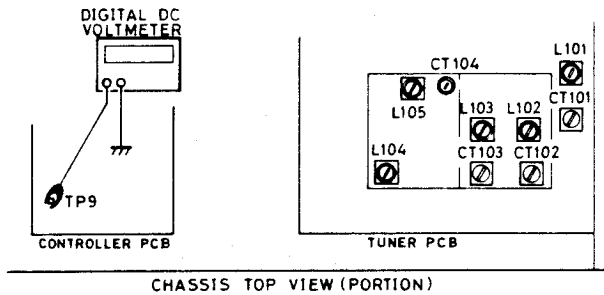 DIGITAL DC
VOLTMETER
TP9
CONTROLLER PCB
CT104
L101
L105
L103
L102
CT101
L104
CT103
CT102
TUNER PCB
CHASSIS TOP VIEW (PORTION)